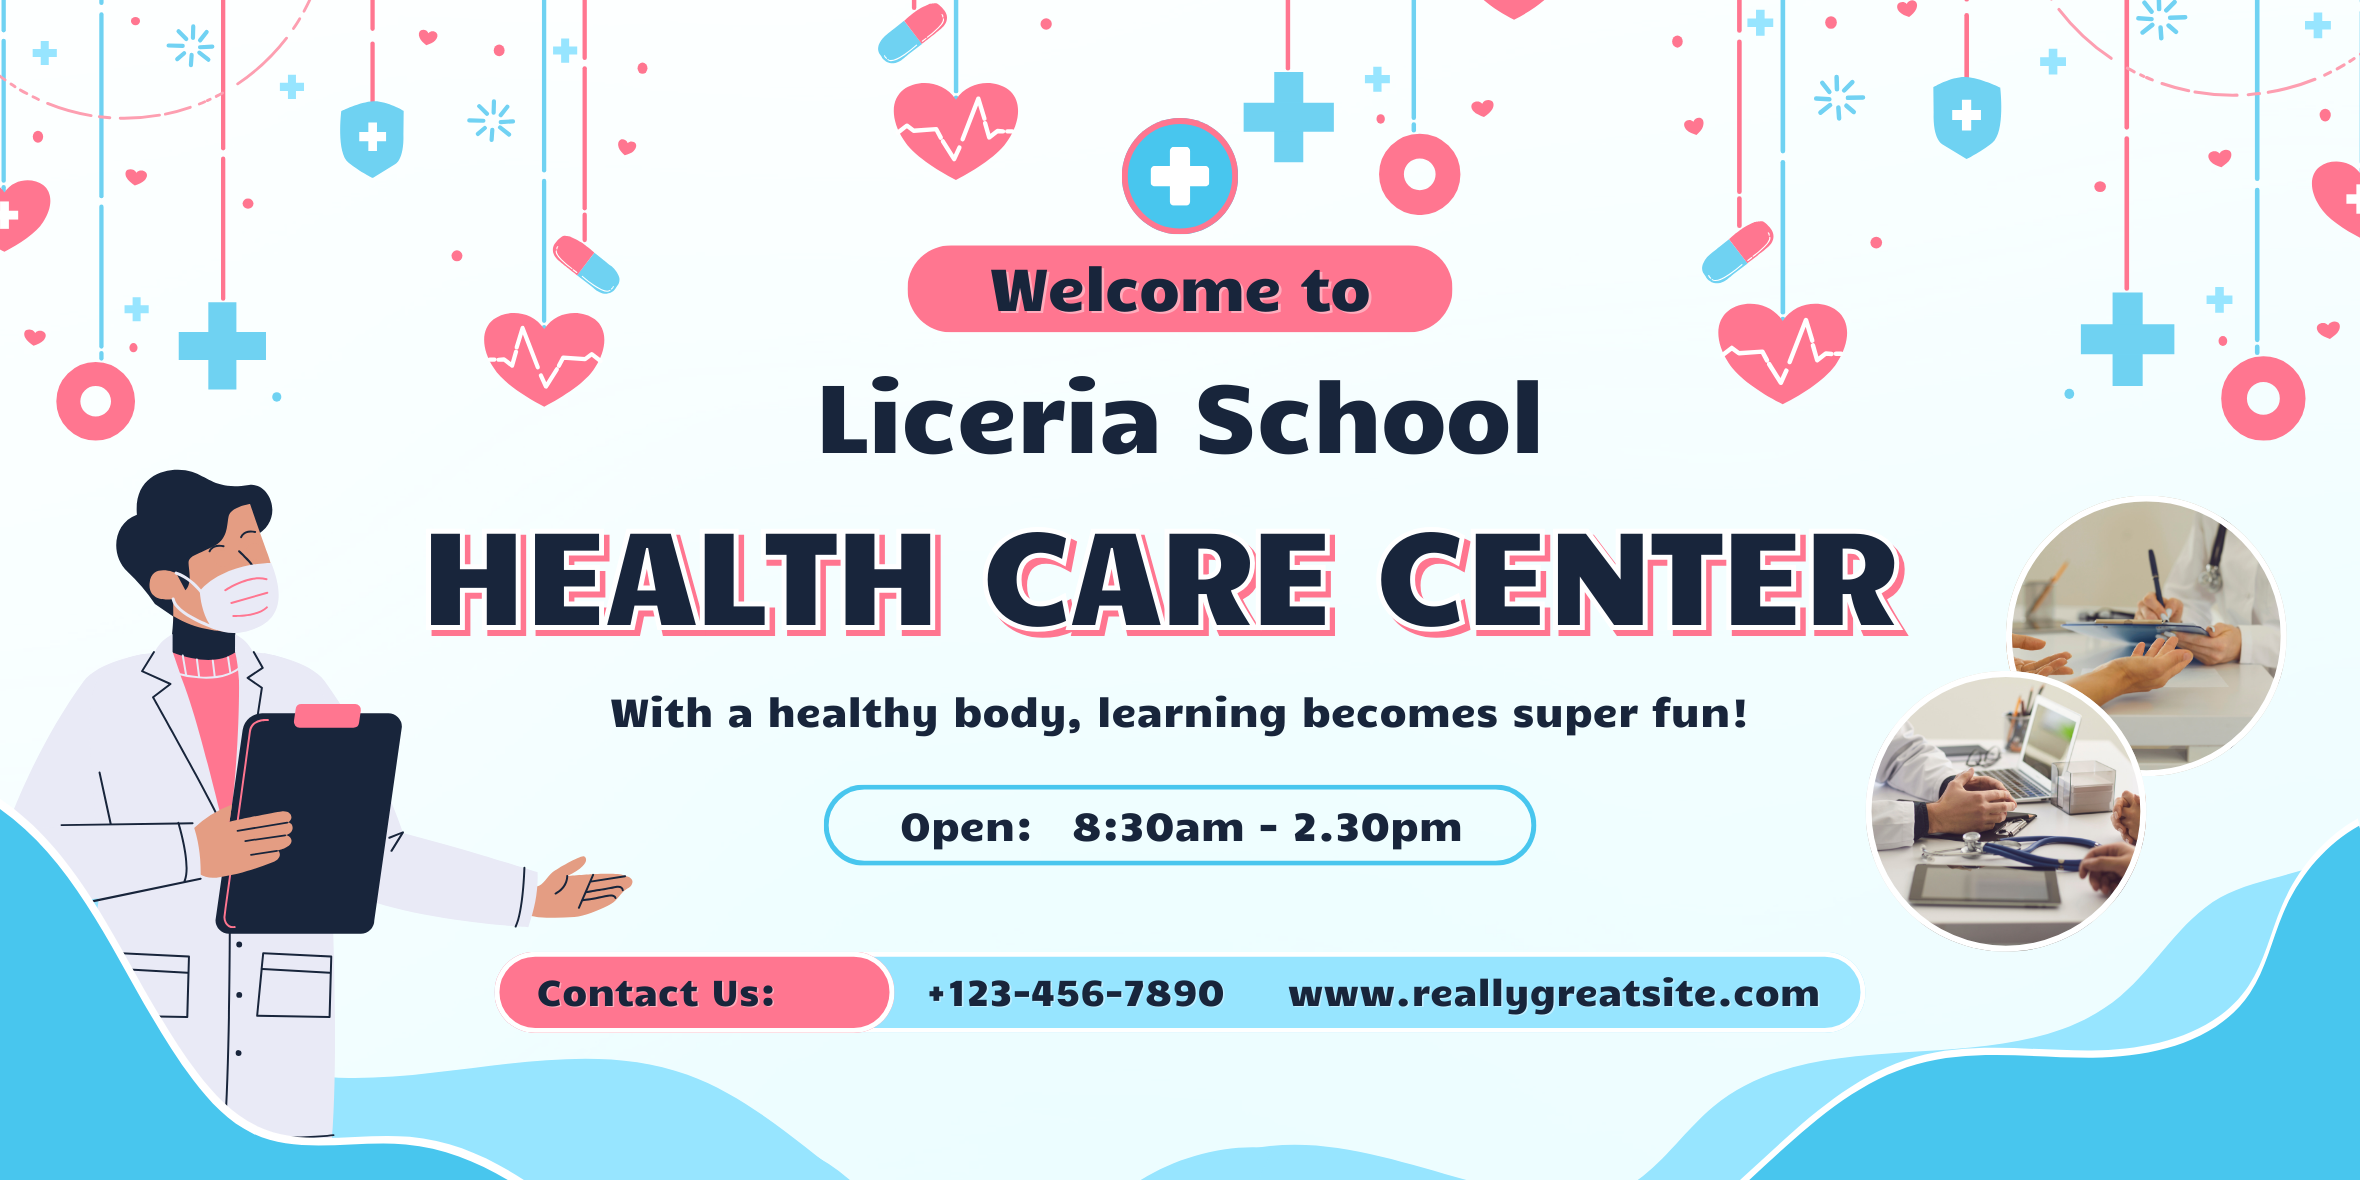 Welcome to
Liceria School
HEALTH CARE CENTER
With a healthy body, learning becomes super fun!
Open: 8:30am - 2.30pm
Contact Us: +123-456-7890 www.reallygreatsite.com